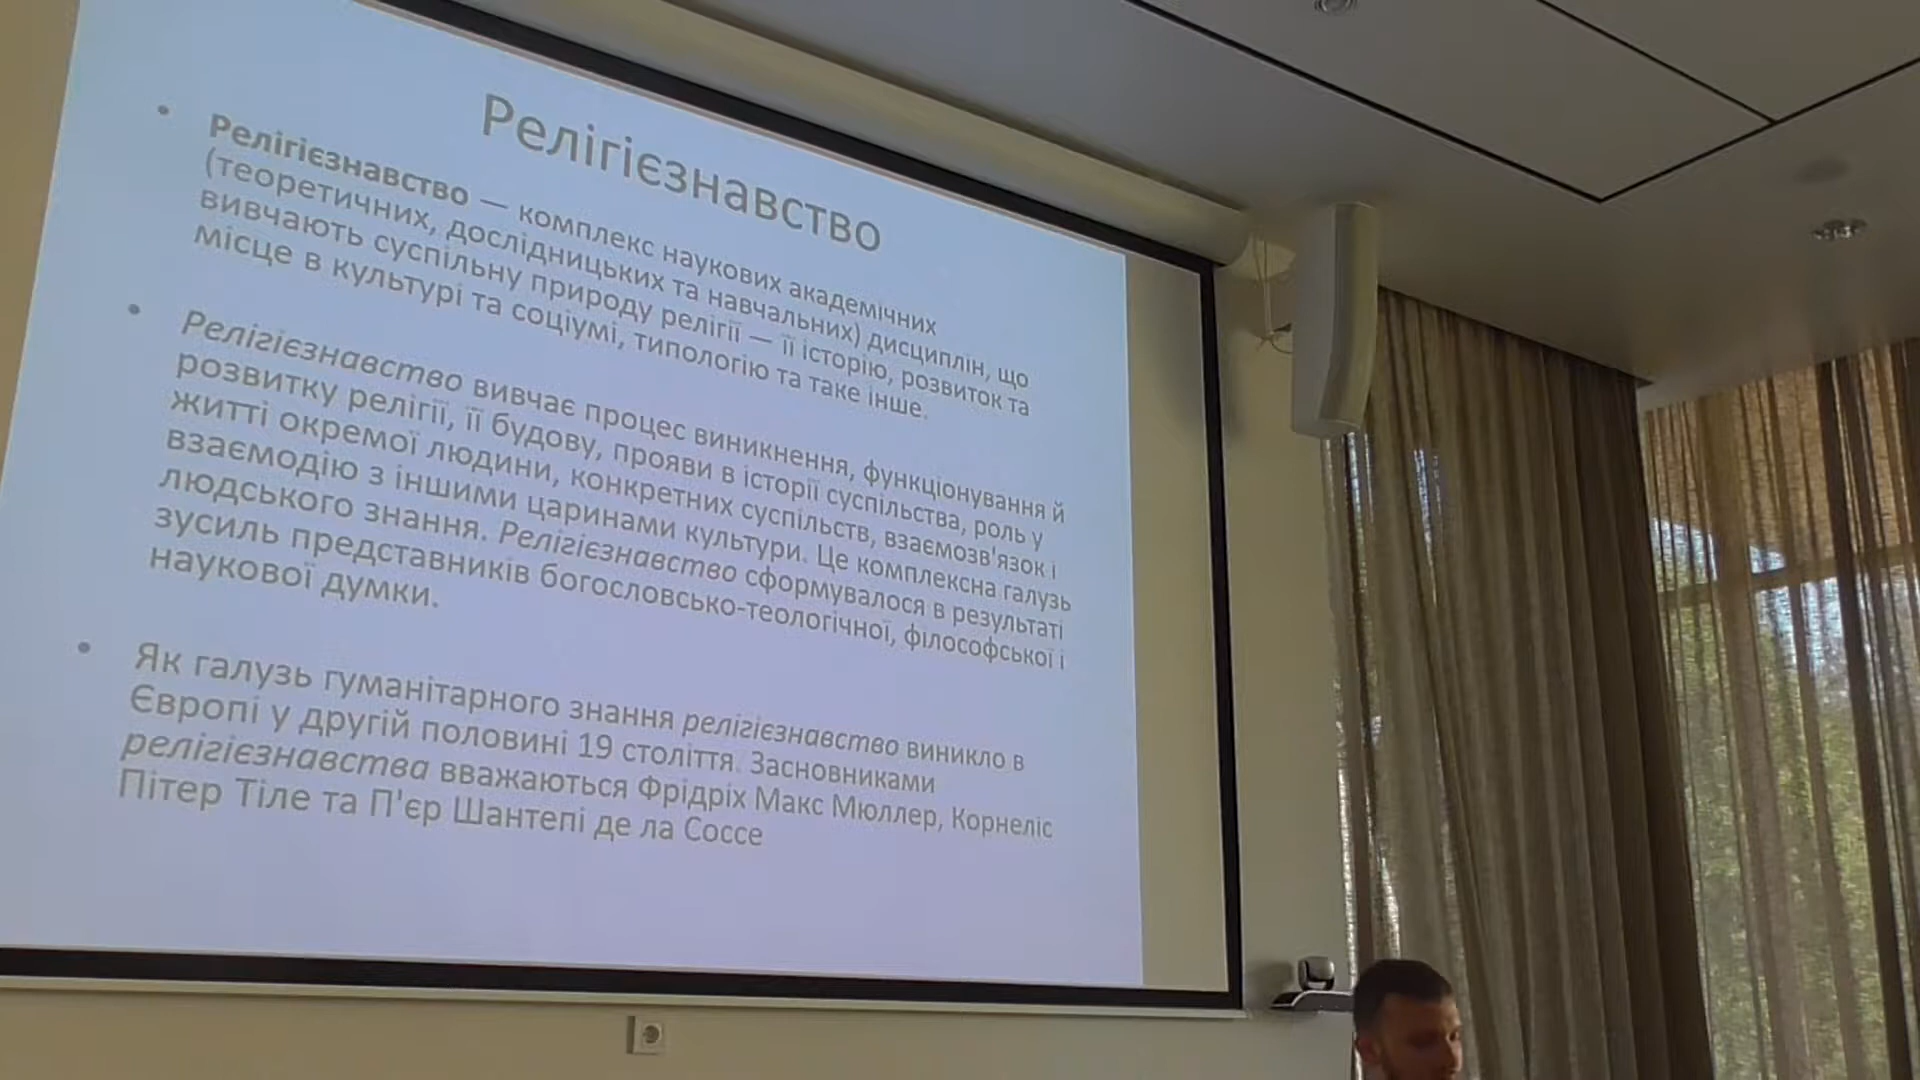 Релігієзнавство
• Релігієзнавство — комплекс наукових академічних
(теоретичних, дослідницьких та навчальних) дисциплін, що
вивчають суспільну природу релігії — її історію, розвиток та
місце в культурі та соціумі, типологію та таке інше.
• Релігієзнавство вивчає процес виникнення, функціонування й
розвитку релігії, її будову, прояви в історії суспільства, роль у
житті окремої людини, конкретних суспільств, взаємозв'язок і
взаємодію з іншими царинами культури. Це комплексна галузь
людського знання. Релігієзнавство сформувалося в результаті
зусиль представників богословсько-теологічної, філософської і
наукової думки.
• Як галузь гуманітарного знання релігієзнавство виникло в
Європі у другій половині 19 століття. Засновниками
релігієзнавства вважаються Фрідріх Макс Мюллер, Корнеліс
Пітер Тіле та П'єр Шантепі де ла Соссе